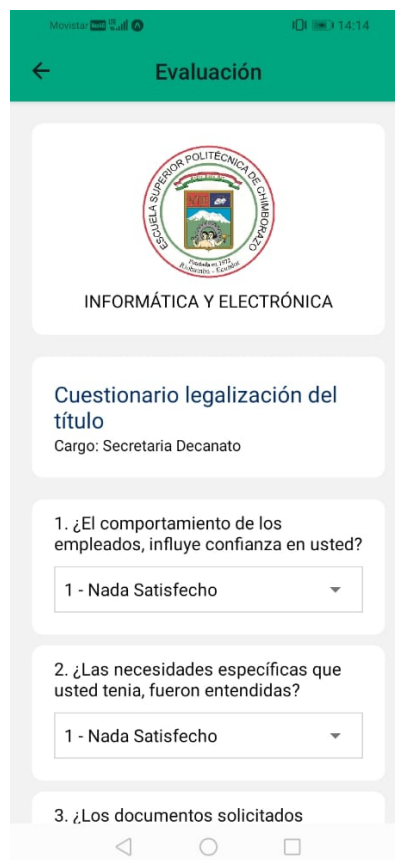 Movistar 14:14
Evaluación
ESCUELA SUPERIOR POLITÉCNICA DE CHIMBORAZO
Riobamba - Ecuador
INFORMÁTICA Y ELECTRÓNICA
Cuestionario legalización del
título
Cargo: Secretaria Decanato
1. ¿El comportamiento de los
empleados, influye confianza en usted?
1 - Nada Satisfecho
2. ¿Las necesidades específicas que
usted tenia, fueron entendidas?
1 - Nada Satisfecho
3. ¿Los documentos solicitados